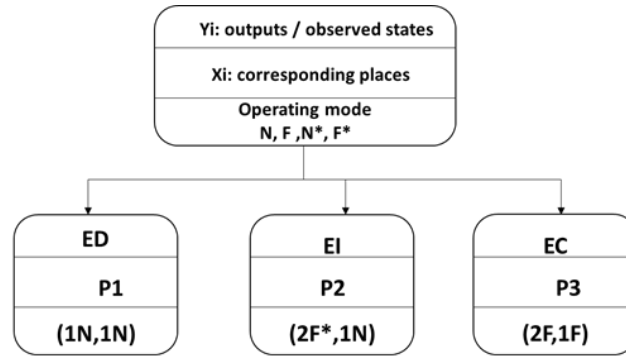 Yi: outputs / observed states
Xi: corresponding places
Operating mode
N, F ,N*, F*
ED
P1
(1N,1N)
EI
P2
(2F*,1N)
EC
P3
(2F,1F)